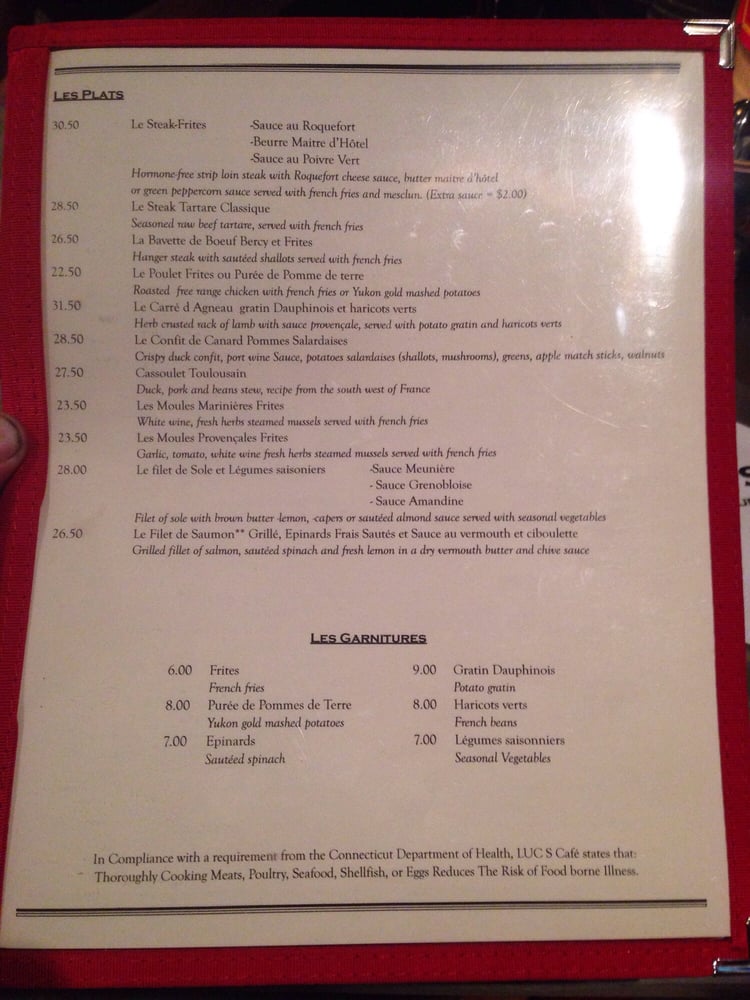 LES PLATS
30.50 Le Steak-Frites -Sauce au Roquefort
-Beurre Maitre d'Hôtel
-Sauce au Poivre Vert
Hormone-free strip loin steak with Roquefort cheese sauce, butter maitre d'hôtel
or green peppercorn sauce served with french fries and mesclun. (Extra sauce = $2.00)
28.50 Le Steak Tartare Classique
Seasoned raw beef tartare, served with french fries
26.50 La Bavette de Boeuf Bercy et Frites
Hanger steak with sautéed shallots served with french fries
22.50 Le Poulet Frites ou Purée de Pomme de terre
Roasted free range chicken with french fries or Yukon gold mashed potatoes
31.50 Le Carré d Agneau gratin Dauphinois et haricots verts
Herb crusted rack of lamb with sauce provençale, served with potato gratin and haricots verts
28.50 Le Confit de Canard Pommes Salardaises
Crispy duck confit, port wine Sauce, potatoes salardaises (shallots, mushrooms), greens, apple match sticks, walnuts
27.50 Cassoulet Toulousain
Duck, pork and beans stew, recipe from the south west of France
23.50 Les Moules Marinières Frites
White wine, fresh herbs steamed mussels served with french fries
23.50 Les Moules Provençales Frites
Garlic, tomato, white wine fresh herbs steamed mussels served with french fries
28.00 Le filet de Sole et Légumes saisoniers -Sauce Meunière
- Sauce Grenobloise
- Sauce Amandine
Filet of sole with brown butter -lemon, -capers or sautéed almond sauce served with seasonal vegetables
26.50 Le Filet de Saumon** Grillé, Epinards Frais Sautés et Sauce au vermouth et ciboulette
Grilled fillet of salmon, sautéed spinach and fresh lemon in a dry vermouth butter and chive sauce
LES GARNITURES
6.00 Frites 9.00 Gratin Dauphinois
French fries Potato gratin
8.00 Purée de Pommes de Terre 8.00 Haricots verts
Yukon gold mashed potatoes French beans
7.00 Epinards 7.00 Légumes saisonniers
Sautéed spinach Seasonal Vegetables
In Compliance with a requirement from the Connecticut Department of Health, LUC S Café states that:
Thoroughly Cooking Meats, Poultry, Seafood, Shellfish, or Eggs Reduces The Risk of Food borne Illness.